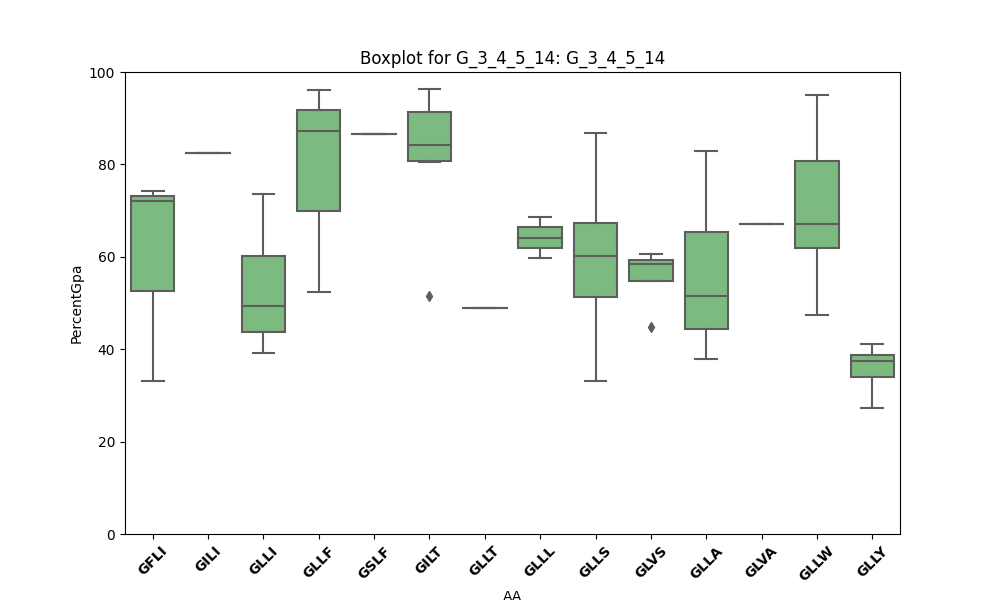 Boxplot for G_3_4_5_14: G_3_4_5_14
PercentGpa
100
80
60
40
20
0
GFLI GILI GLLI GLLF GSLF GILT GLLT GLLL GLLS GLVS GLLA GLVA GLLW GLLY
AA